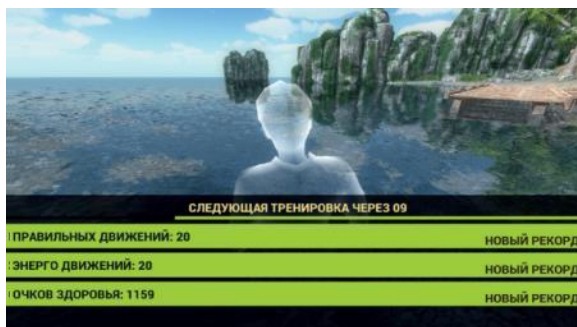 СЛЕДУЮЩАЯ ТРЕНИРОВКА ЧЕРЕЗ 09
ПРАВИЛЬНЫХ ДВИЖЕНИЙ: 20 НОВЫЙ РЕКОРД
ЭНЕРГО ДВИЖЕНИЙ: 20 НОВЫЙ РЕКОРД
ОЧКОВ ЗДОРОВЬЯ: 1159 НОВЫЙ РЕКОРД